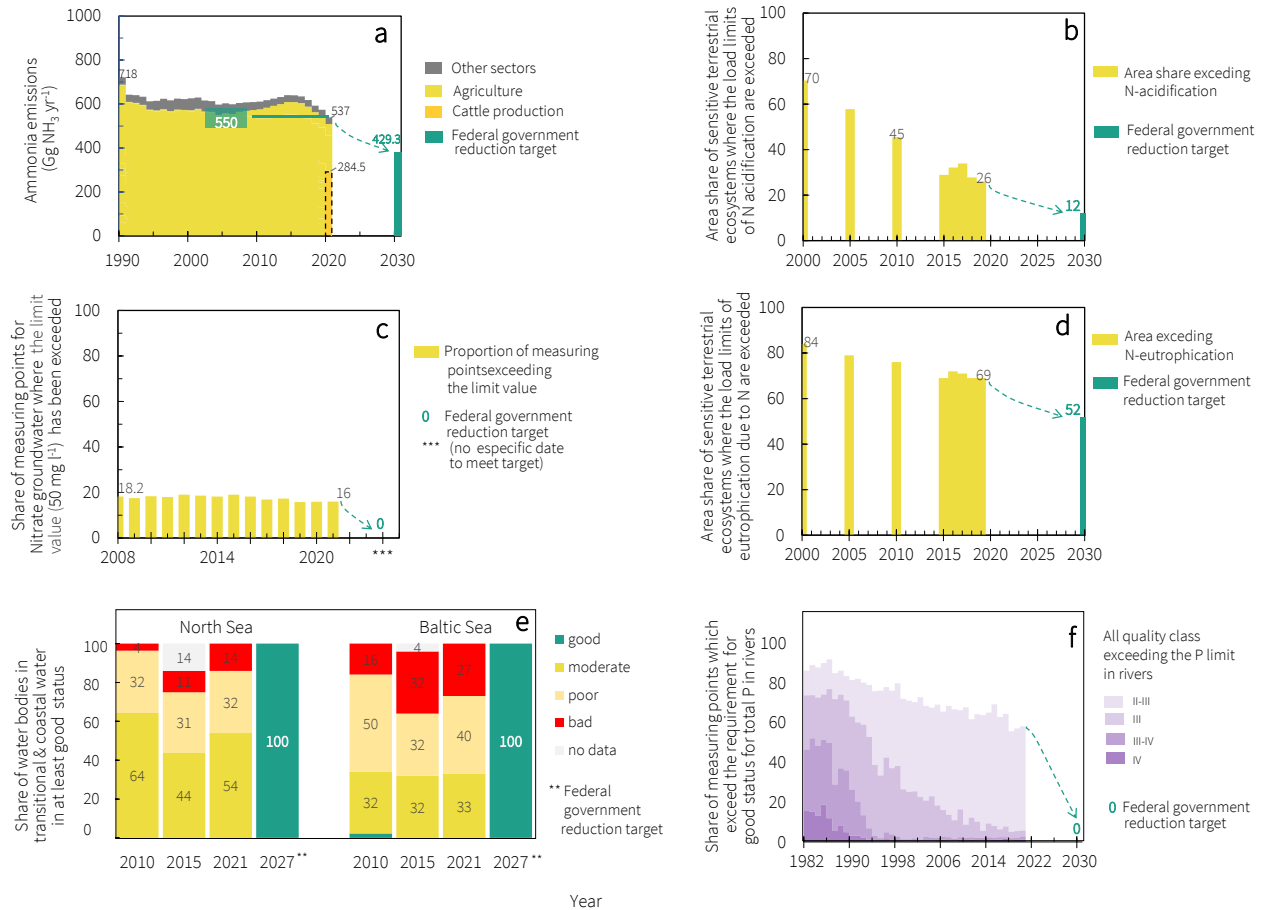 a
Ammonia emissions
(Gg NH3 yr-1)
1000
800
600
400
200
0
718
550
537
429.3
284.5
1990
2000
2010
2020
2030
Other sectors
Agriculture
Cattle production
Federal government
reduction target
b
Area share of sensitive terrestrial
ecosystems where the load limits
of N acidification are exceeded
100
80
60
40
20
0
70
45
26
12
2000
2005
2010
2015
2020
2025
2030
Area share exceeding
N-acidification
Federal government
reduction target
c
Share of measuring points for
Nitrate groundwater where the limit
value (50 mg l-1) has been exceeded
100
80
60
40
20
0
18.2
16
0
2008
2014
2020
***
Proportion of measuring
pointsexceeding
the limit value
0 Federal government
reduction target
*** (no especific date
to meet target)
d
Area share of sensitive terrestrial
ecosystems where the load limits of
eutrophication due to N are exceeded
100
80
60
40
20
0
84
69
52
2000
2005
2010
2015
2020
2025
2030
Area exceding
N-eutrophication
Federal government
reduction target
e
North Sea
Baltic Sea
Share of water bodies in
transitional & coastal water
in at least good status
100
80
60
40
20
0
4
32
64
14
11
31
44
14
32
54
100
16
50
32
4
32
32
32
27
40
33
100
2010
2015
2021
2027**
2010
2015
2021
2027**
good
moderate
poor
bad
no data
** Federal
government
reduction target
f
Share of measuring points which
exceed the requirement for
good status for total P in rivers
100
80
60
40
20
0
0
1982
1990
1998
2006
2014
2022
2030
All quality class
exceeding the P limit
in rivers
II-III
III
III-IV
IV
0 Federal government
reduction target
Year